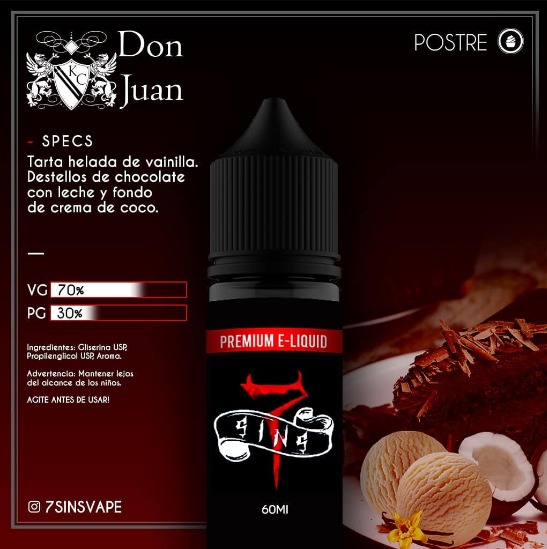 Don
Juan
KC
POSTRE
- SPECS
Tarta helada de vainilla.
Destellos de chocolate
con leche y fondo
de crema de coco.
VG 70%
PG 30%
Ingredientes: Gliserina USP,
Propilenglicol USP, Aroma.
Advertencia: Mantener lejos
del alcance de los niños.
AGITE ANTES DE USAR!
PREMIUM E-LIQUID
7
SINS
60Ml
7SINSVAPE